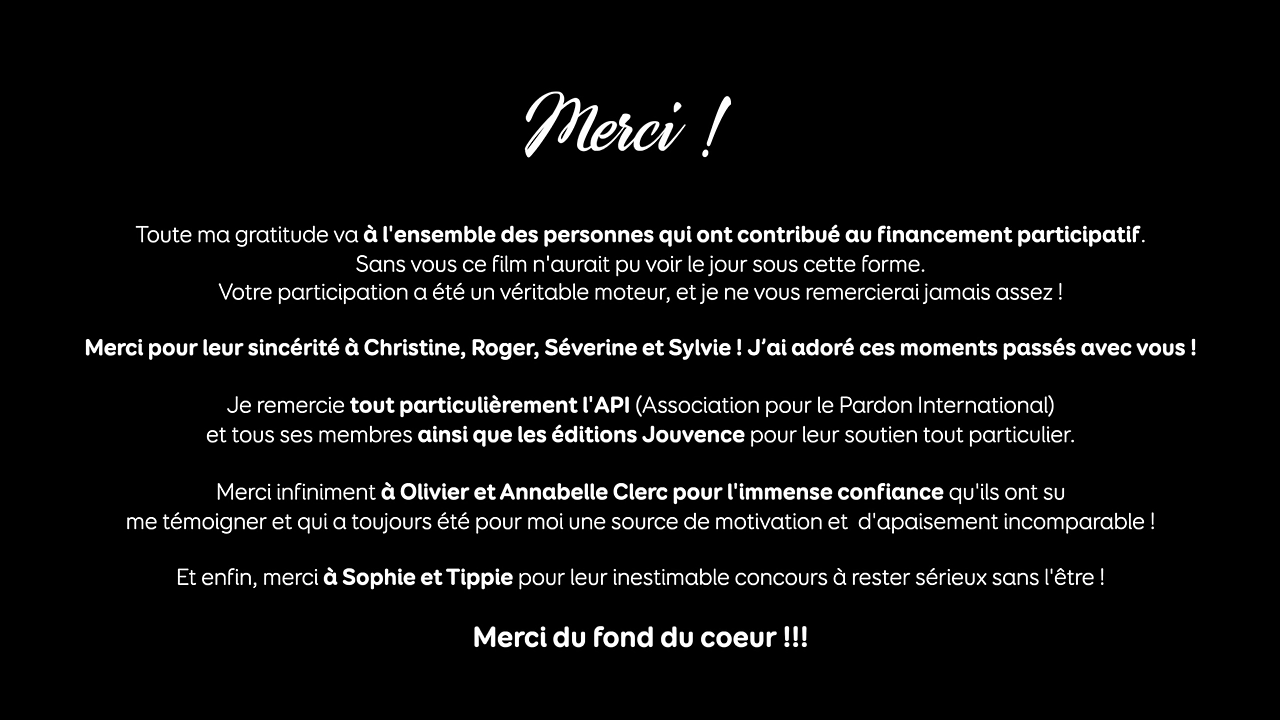 Merci !
Toute ma gratitude va à l'ensemble des personnes qui ont contribué au financement participatif.
Sans vous ce film n'aurait pu voir le jour sous cette forme.
Votre participation a été un véritable moteur, et je ne vous remercierai jamais assez !
Merci pour leur sincérité à Christine, Roger, Séverine et Sylvie ! J’ai adoré ces moments passés avec vous !
Je remercie tout particulièrement l'API (Association pour le Pardon International)
et tous ses membres ainsi que les éditions Jouvence pour leur soutien tout particulier.
Merci infiniment à Olivier et Annabelle Clerc pour l'immense confiance qu'ils ont su
me témoigner et qui a toujours été pour moi une source de motivation et  d'apaisement incomparable !
Et enfin, merci à Sophie et Tippie pour leur inestimable concours à rester sérieux sans l'être !
Merci du fond du coeur !!!